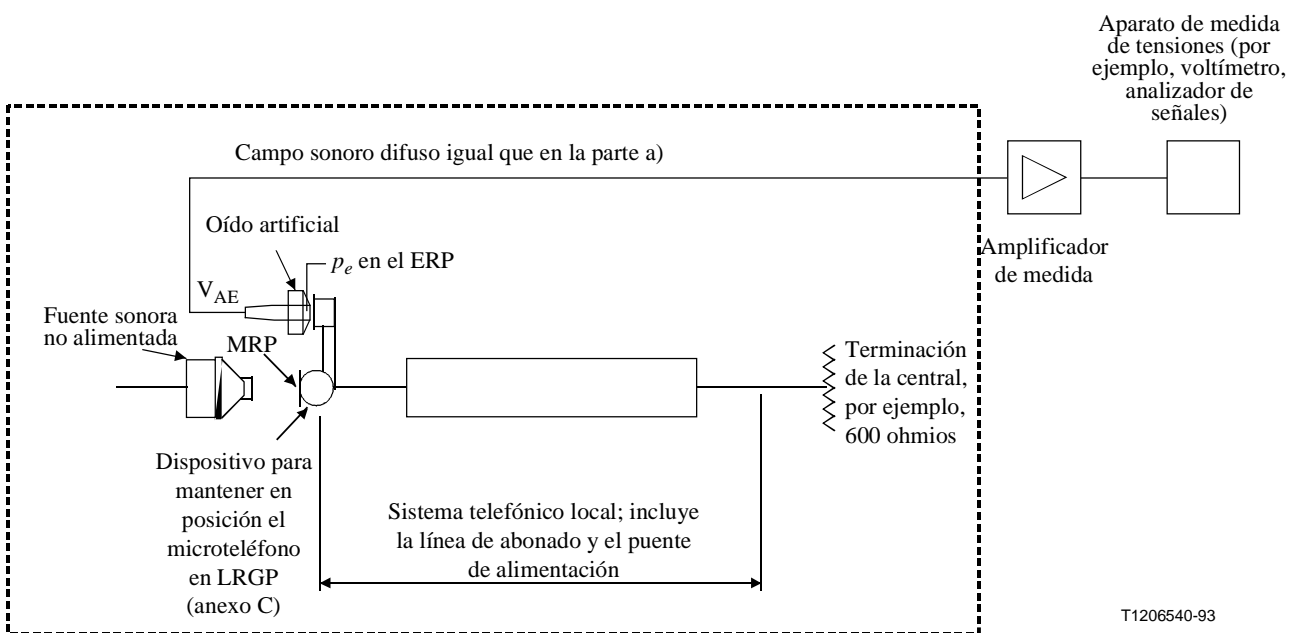 Aparato de medida
de tensiones (por
ejemplo, voltímetro,
analizador de
señales)
Campo sonoro difuso igual que en la parte a)
Oído artificial
pe en el ERP
Amplificador
de medida
VAE
Fuente sonora
no alimentada
MRP
Terminación
de la central,
por ejemplo,
600 ohmios
Dispositivo para
mantener en
posición el
microteléfono
en LRGP
(anexo C)
Sistema telefónico local; incluye
la línea de abonado y el puente
de alimentación
T1206540-93